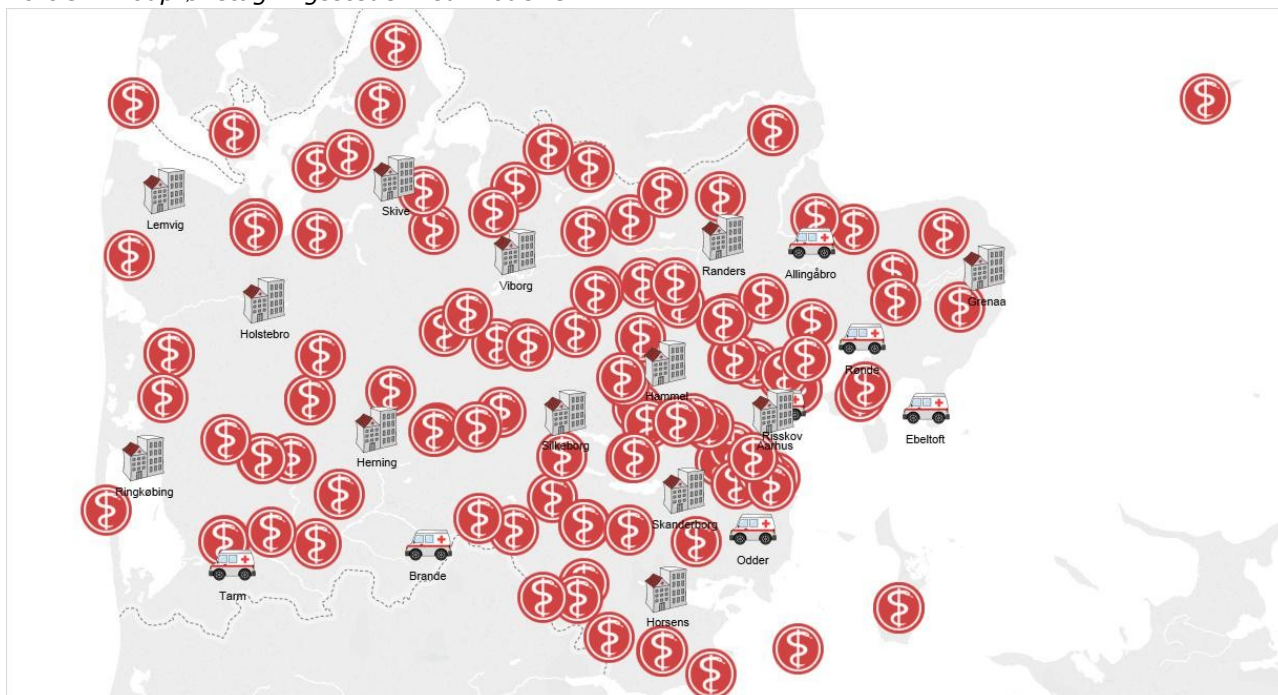 Lemvig
Skive
Viborg
Randers
Allingåbro
Grenaa
Holstebro
Rønde
Hammel
Ebeltoft
Risskov
Aarhus
Silkeborg
Herning
Ringkøbing
Skanderborg
Odder
Brande
Tarm
Horsens